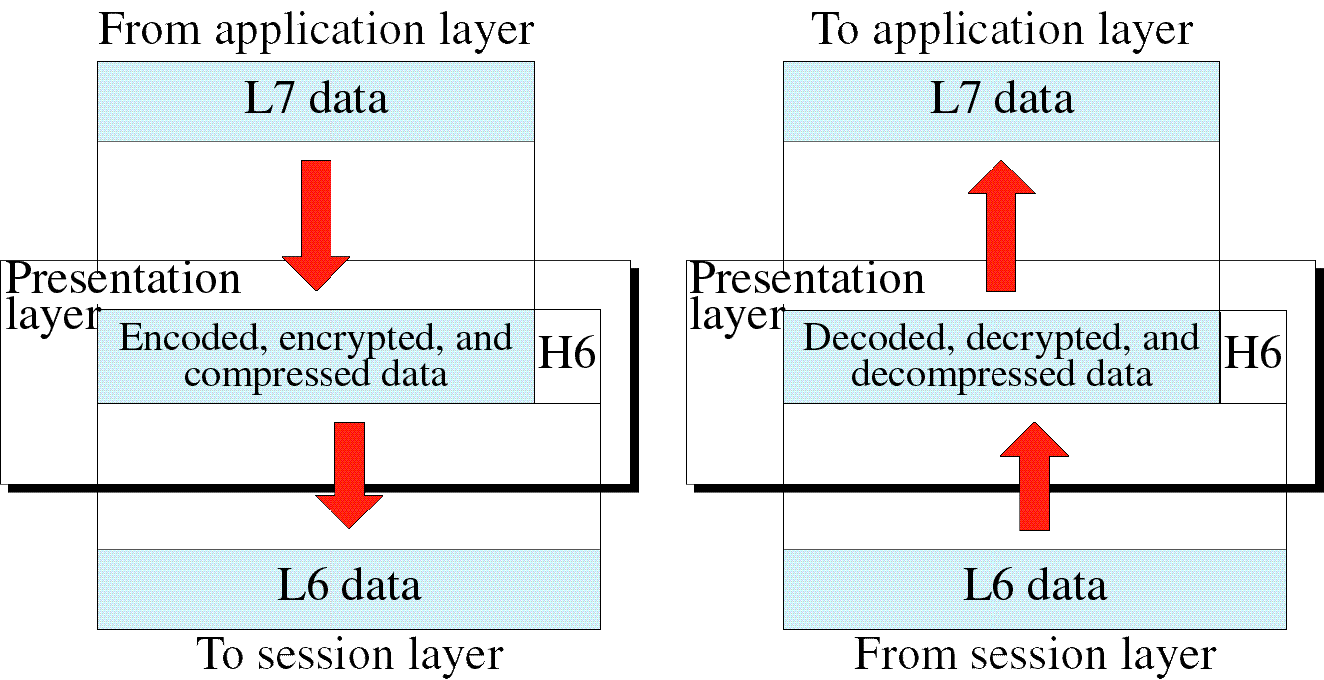 From application layer
L7 data
Presentation
layer
Encoded, encrypted, and
compressed data
H6
L6 data
To session layer
To application layer
L7 data
Presentation
layer
Decoded, decrypted, and
decompressed data
H6
L6 data
From session layer